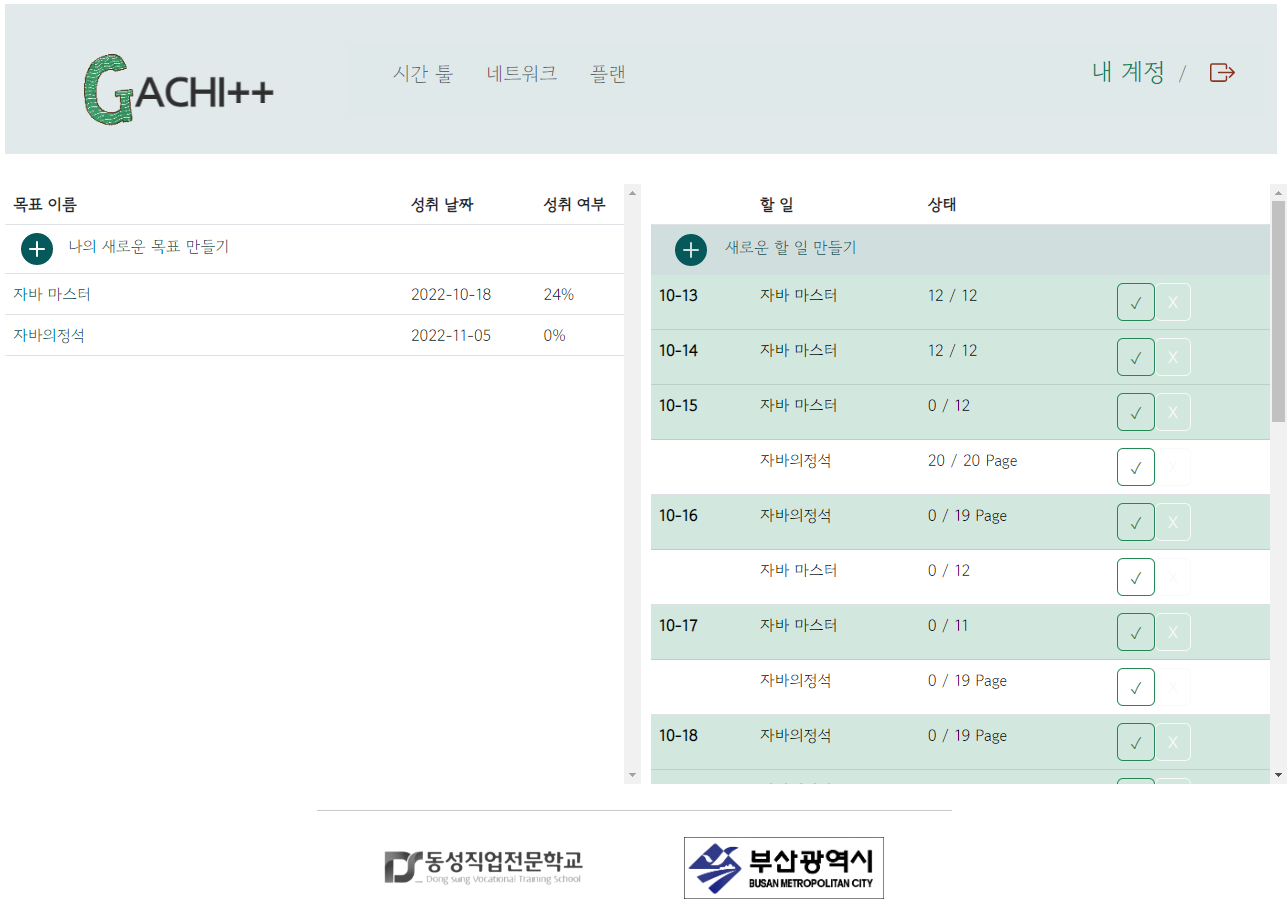 GACHI++
시간 툴 네트워크 플랜
내 계정 /
목표 이름 성취 날짜 성취 여부
나의 새로운 목표 만들기
자바 마스터 2022-10-18 24%
자바의정석 2022-11-05 0%
할 일 상태
새로운 할 일 만들기
10-13 자바 마스터 12 / 12 ✓ X
10-14 자바 마스터 12 / 12 ✓ X
10-15 자바 마스터 0 / 12 ✓ X
자바의정석 20 / 20 Page ✓ X
10-16 자바의정석 0 / 19 Page ✓ X
자바 마스터 0 / 12 ✓ X
10-17 자바 마스터 0 / 11 ✓ X
자바의정석 0 / 19 Page ✓ X
10-18 자바의정석 0 / 19 Page ✓ X
동성직업전문학교
Dong sung Vocational Training School
부산광역시
BUSAN METROPOLITAN CITY